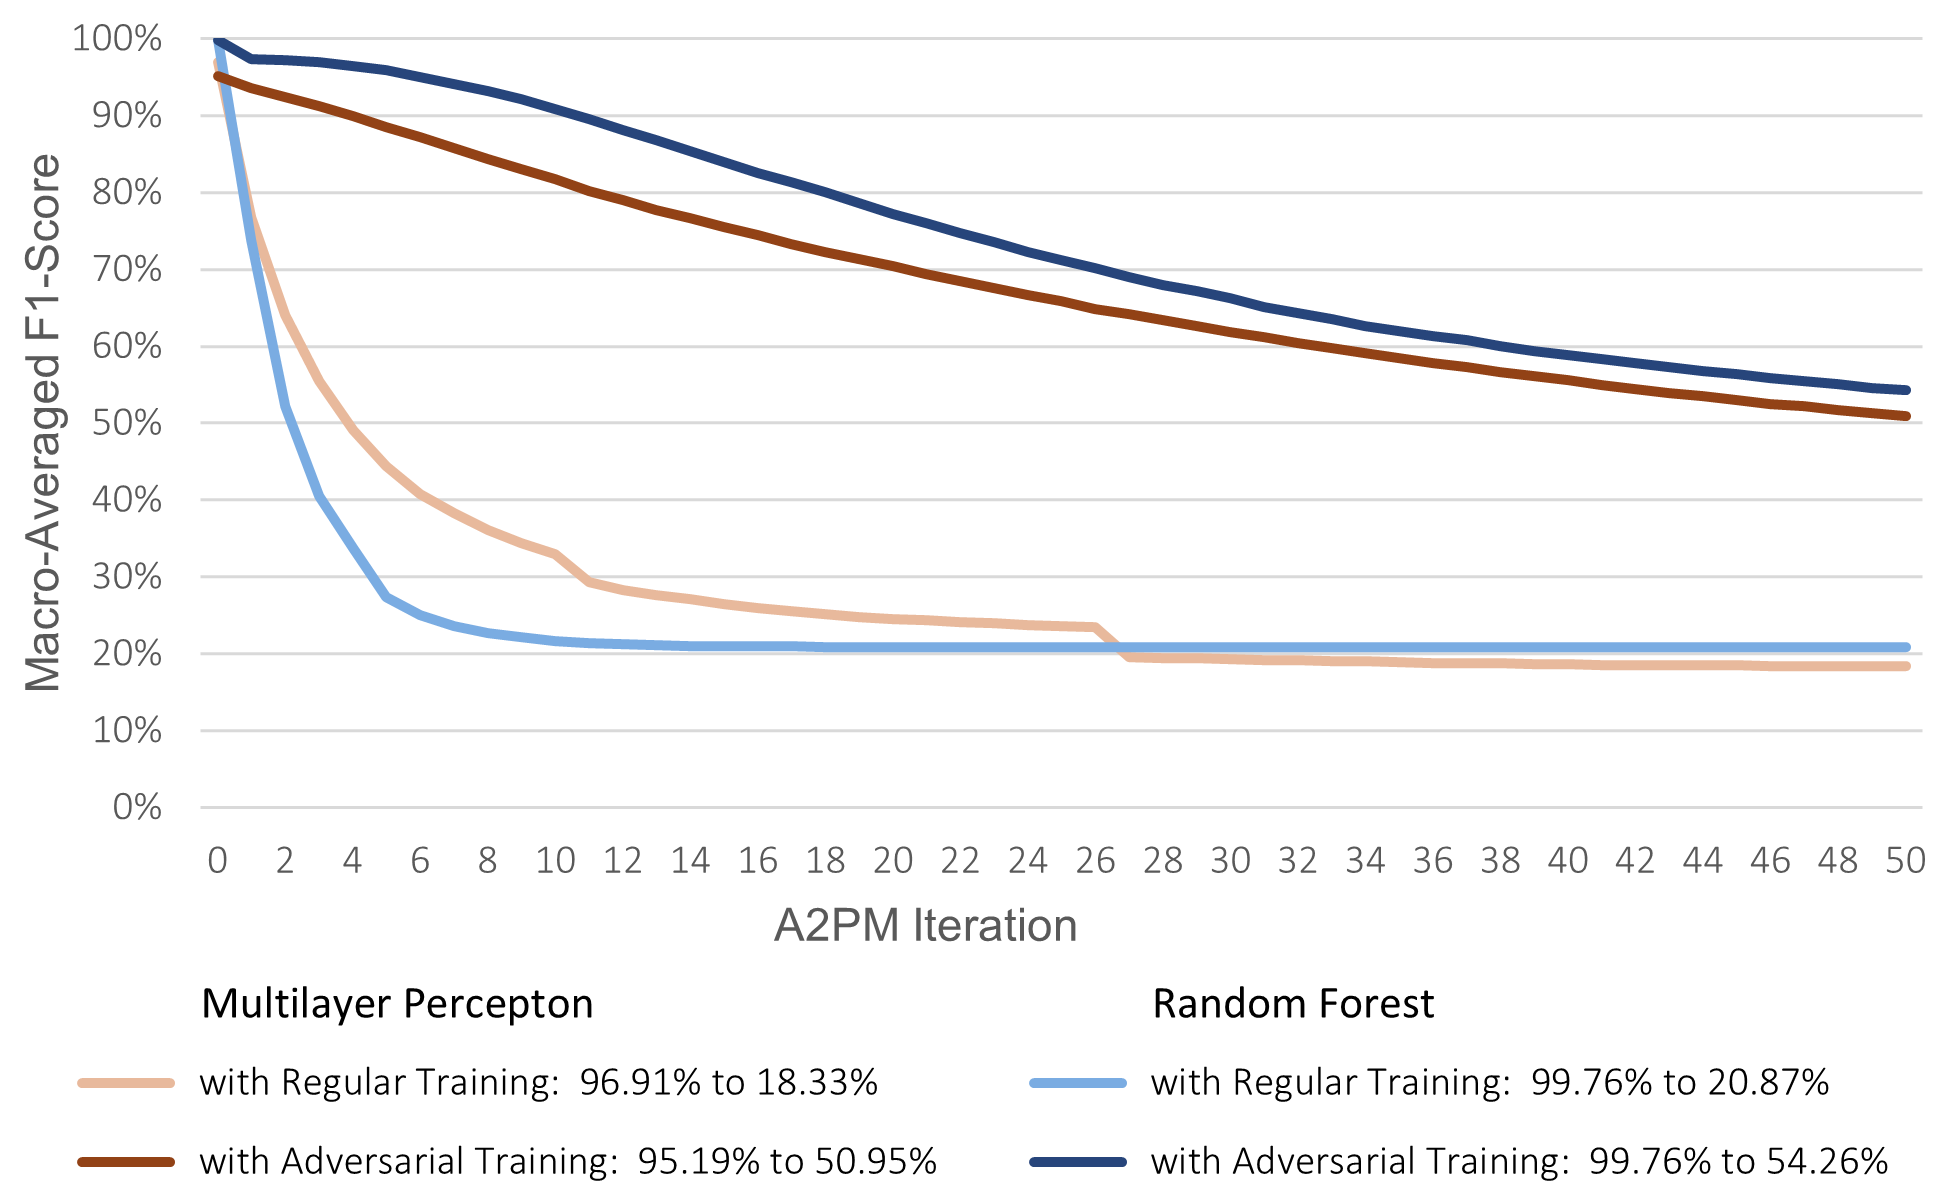 Macro-Averaged F1-Score
100%
90%
80%
70%
60%
50%
40%
30%
20%
10%
0%
0 2 4 6 8 10 12 14 16 18 20 22 24 26 28 30 32 34 36 38 40 42 44 46 48 50
A2PM Iteration
Multilayer Percepton
with Regular Training: 96.91% to 18.33%
with Adversarial Training: 95.19% to 50.95%
Random Forest
with Regular Training: 99.76% to 20.87%
with Adversarial Training: 99.76% to 54.26%